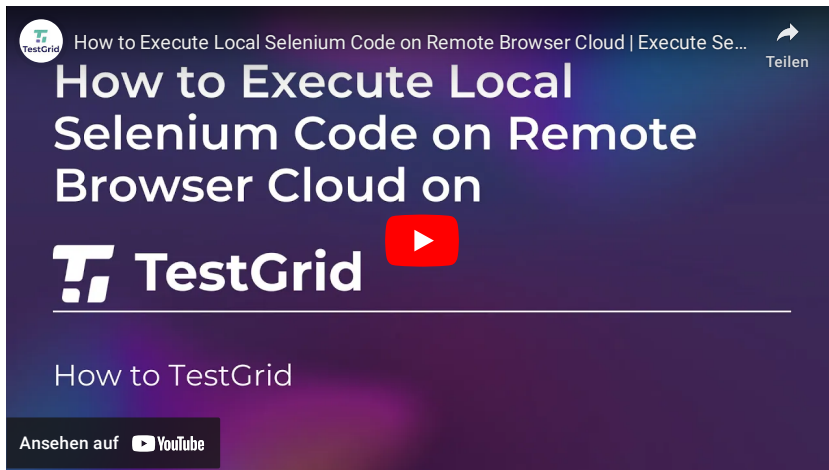 TestGrid
How to Execute Local Selenium Code on Remote Browser Cloud | Execute Se...
Teilen
How to Execute Local
Selenium Code on Remote
Browser Cloud on
TestGrid
How to TestGrid
Ansehen auf YouTube